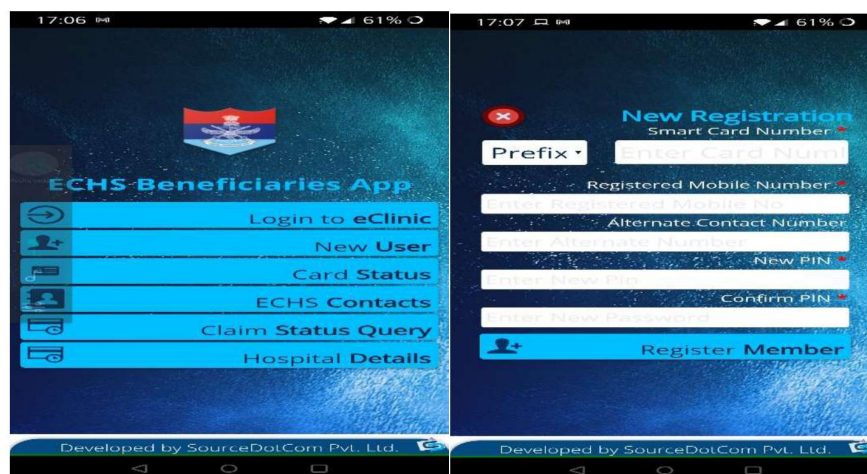 17:06
61%
ECHS Beneficiaries App
Login to eClinic
New User
Card Status
ECHS Contacts
Claim Status Query
Hospital Details
Developed by SourceDotCom Pvt. Ltd.
17:07
61%
New Registration
Smart Card Number *
Prefix
Enter Card Num
Registered Mobile Number *
Enter Registered Mobile No
Alternate Contact Number
Enter Alternate Number
New PIN *
Enter New Pin
Confirm PIN *
Enter New Password
Register Member
Developed by SourceDotCom Pvt. Ltd.